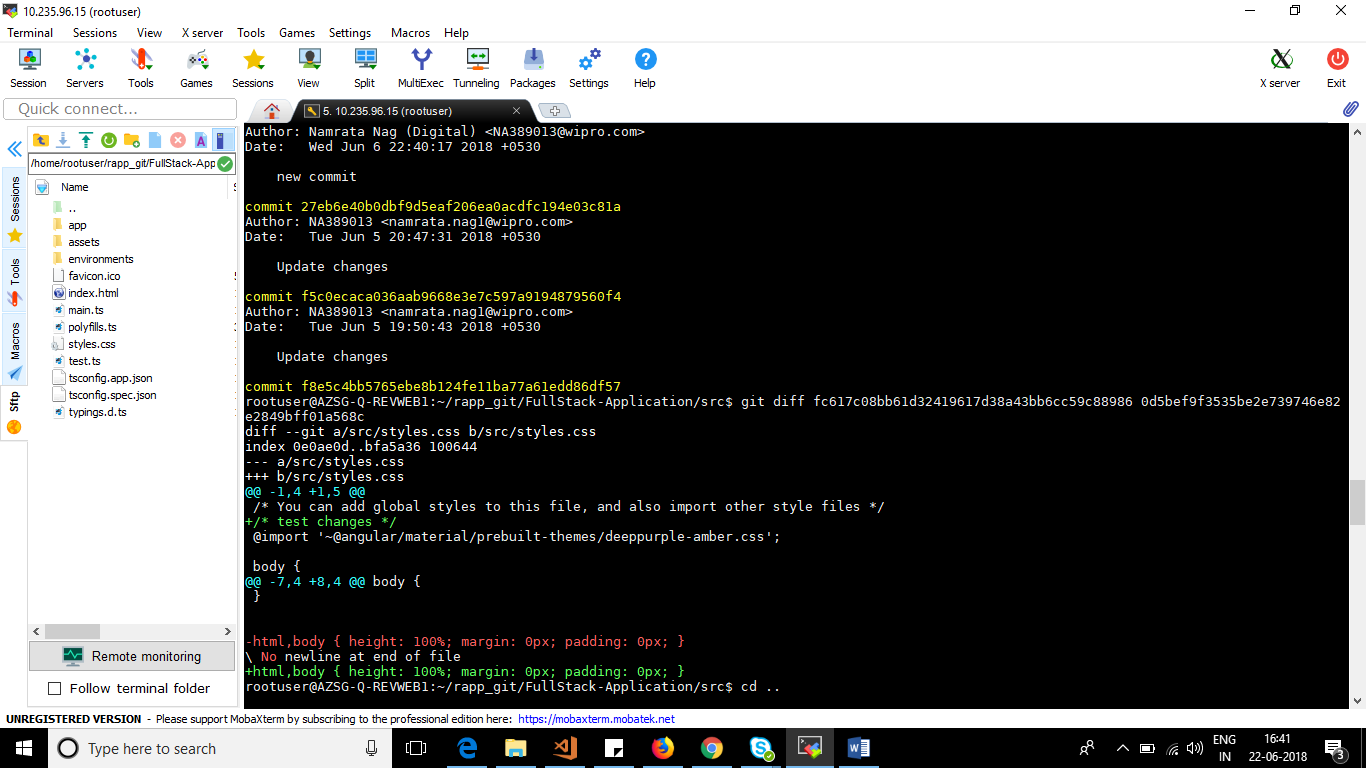 10.235.96.15 (rootuser)
Terminal Sessions View X server Tools Games Settings Macros Help
Session Servers Tools Games Sessions View Split MultiExec Tunneling Packages Settings Help X server Exit
Quick connect...
5. 10.235.96.15 (rootuser)
/home/rootuser/rapp_git/FullStack-App
Name
..
app
assets
environments
favicon.ico
index.html
main.ts
polyfills.ts
styles.css
test.ts
tsconfig.app.json
tsconfig.spec.json
typings.d.ts
Sessions
Tools
Macros
Sftp
Remote monitoring
Follow terminal folder
Author: Namrata Nag (Digital) <NA389013@wipro.com>
Date:   Wed Jun 6 22:40:17 2018 +0530
    new commit
commit 27eb6e40b0dbf9d5eaf206ea0acdfc194e03c81a
Author: NA389013 <namrata.nag1@wipro.com>
Date:   Tue Jun 5 20:47:31 2018 +0530
    Update changes
commit f5c0ecaca036aab9668e3e7c597a9194879560f4
Author: NA389013 <namrata.nag1@wipro.com>
Date:   Tue Jun 5 19:50:43 2018 +0530
    Update changes
commit f8e5c4bb5765ebe8b124fe11ba77a61edd86df57
rootuser@AZSG-Q-REVWEB1:~/rapp_git/FullStack-Application/src$ git diff fc617c08bb61d32419617d38a43bb6cc59c88986 0d5bef9f3535be2e739746e82
e2849bff01a568c
diff --git a/src/styles.css b/src/styles.css
index 0e0ae0d..bfa5a36 100644
--- a/src/styles.css
+++ b/src/styles.css
@@ -1,4 +1,5 @@
 /* You can add global styles to this file, and also import other style files */
+/* test changes */
 @import '~@angular/material/prebuilt-themes/deeppurple-amber.css';
 body {
@@ -7,4 +8,4 @@ body {
 }
-html,body { height: 100%; margin: 0px; padding: 0px; }
\ No newline at end of file
+html,body { height: 100%; margin: 0px; padding: 0px; }
rootuser@AZSG-Q-REVWEB1:~/rapp_git/FullStack-Application/src$ cd ..
UNREGISTERED VERSION - Please support MobaXterm by subscribing to the professional edition here: https://mobaxterm.mobatek.net
Type here to search
ENG
IN
16:41
22-06-2018
3